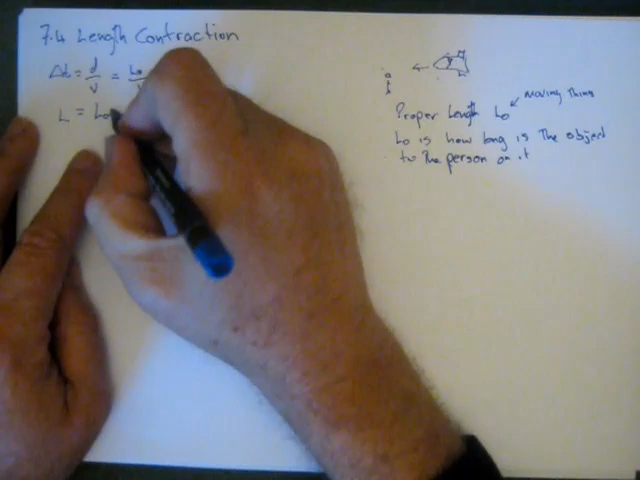 7.4 Length Contraction
Δt = d/v = Lo/v
L = Lo
Proper Length Lo
moving Thing
Lo is how long is The object
to The person on it